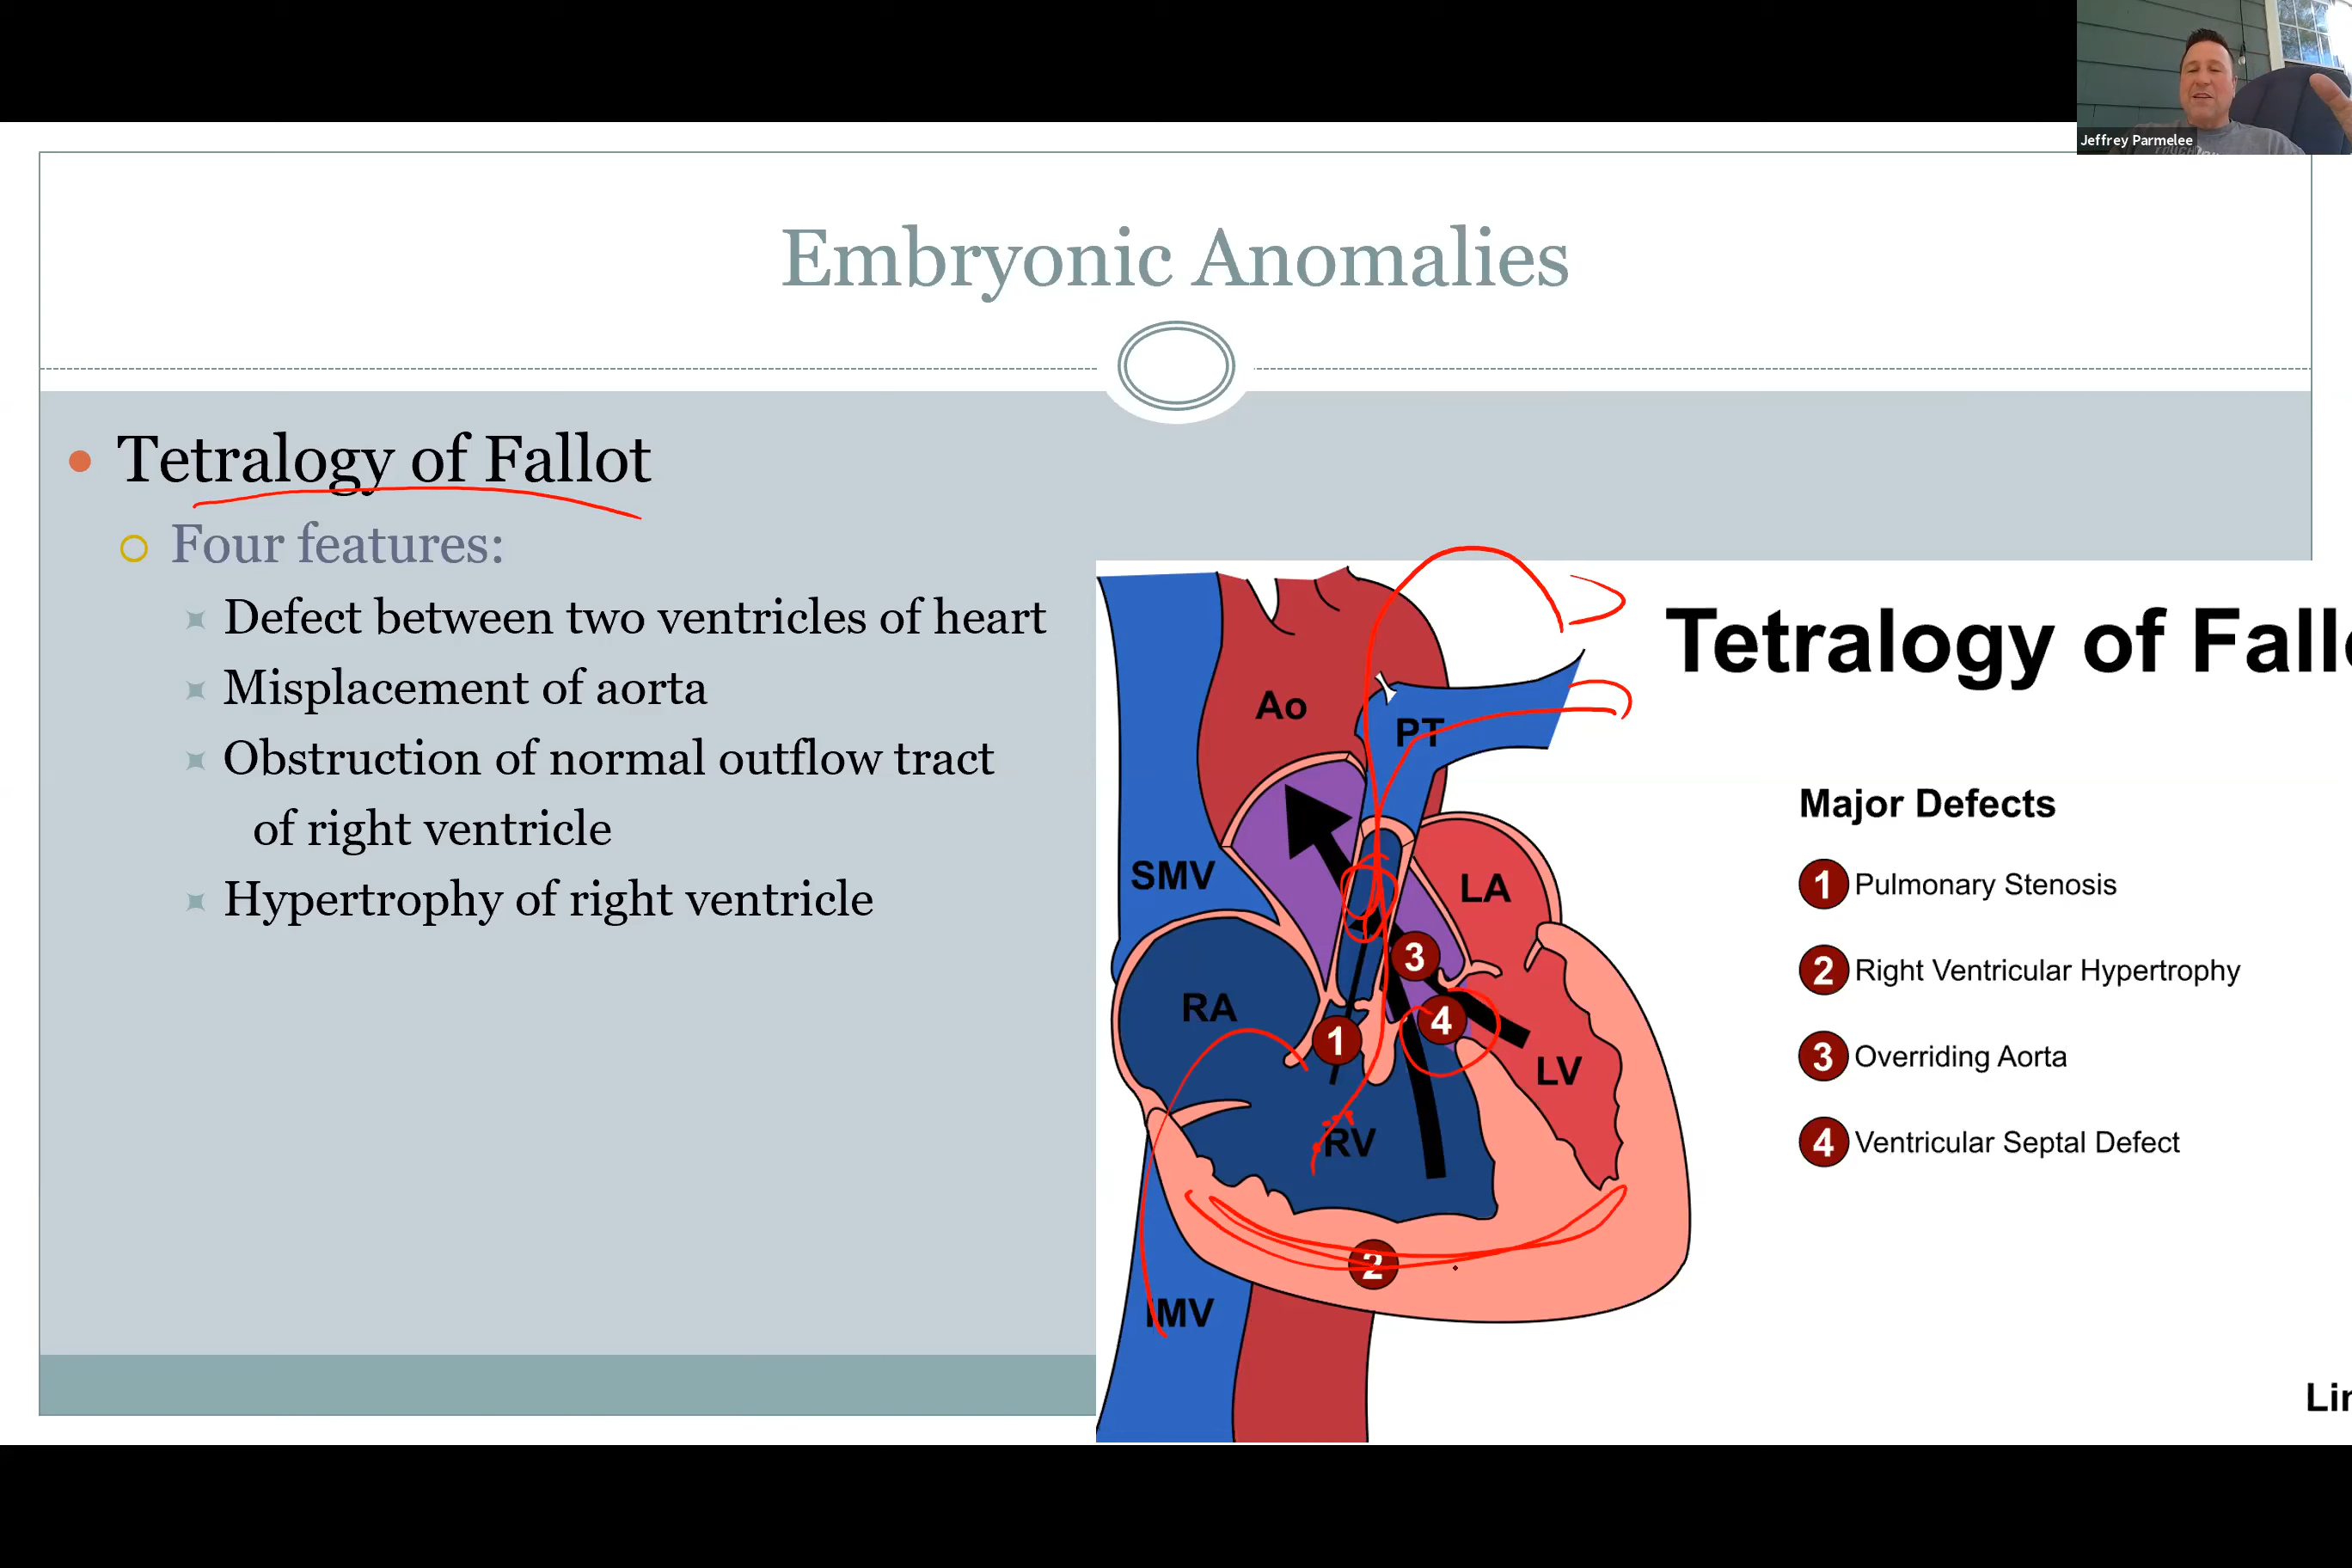 Jeffrey Parmelee
Embryonic Anomalies
Tetralogy of Fallot
Four features:
Defect between two ventricles of heart
Misplacement of aorta
Obstruction of normal outflow tract
of right ventricle
Hypertrophy of right ventricle
Tetralogy of Fall
Ao
PT
SMV
LA
RA
3
4
1
LV
RV
2
IMV
Major Defects
1 Pulmonary Stenosis
2 Right Ventricular Hypertrophy
3 Overriding Aorta
4 Ventricular Septal Defect